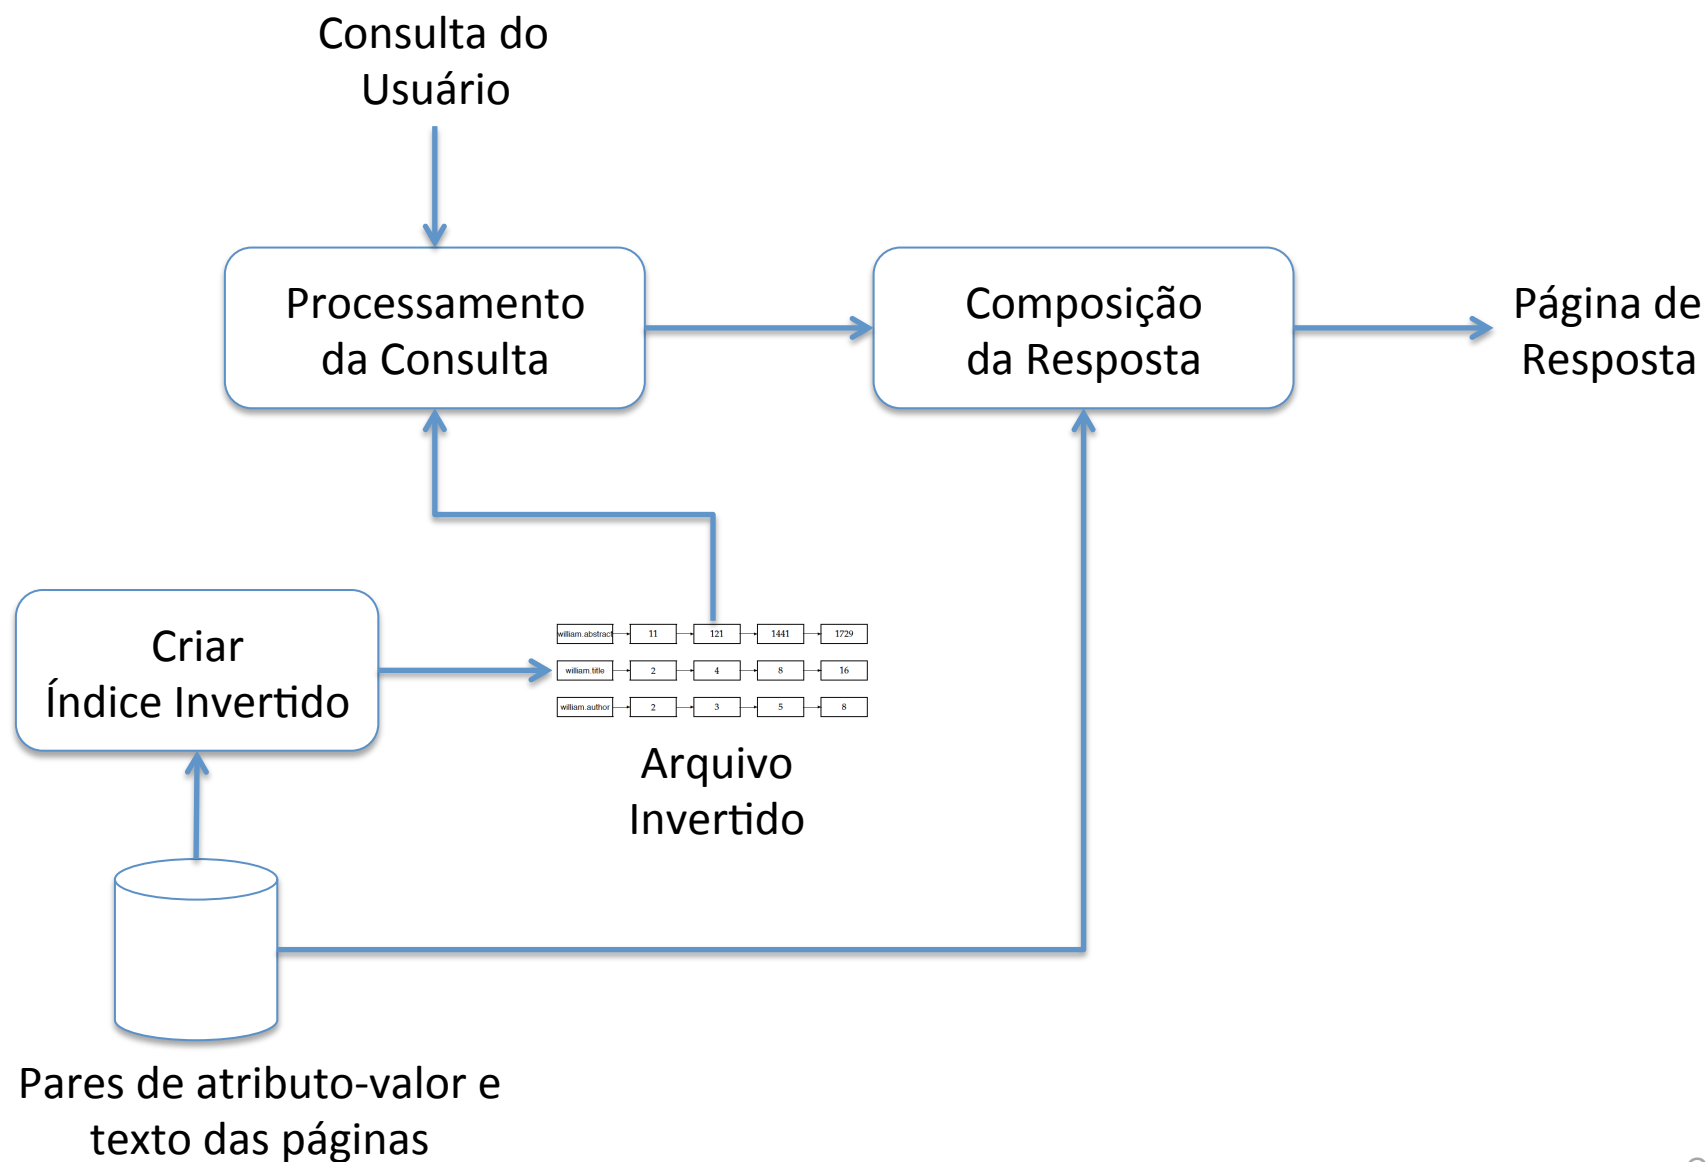 Consulta do
Usuário
Processamento
da Consulta
Composição
da Resposta
Página de
Resposta
Criar
Índice Invertido
william.abstract 11 121 1441 1729
william.title 2 4 8 16
william.author 2 3 5 8
Arquivo
Invertido
Pares de atributo-valor e
texto das páginas